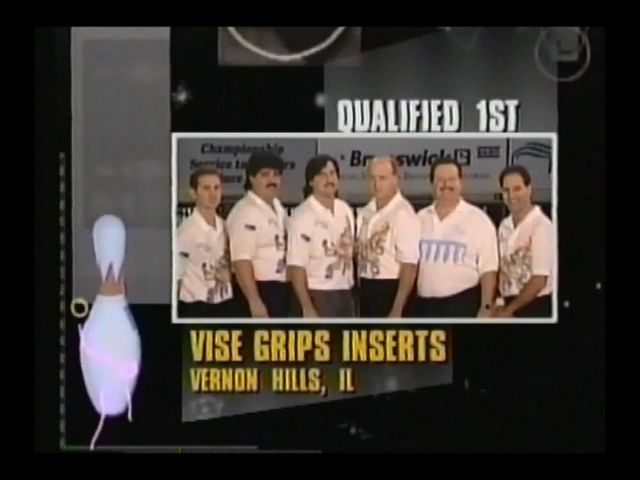 QUALIFIED 1ST
Championship
Brunswick
VISE GRIPS INSERTS
VERNON HILLS, IL